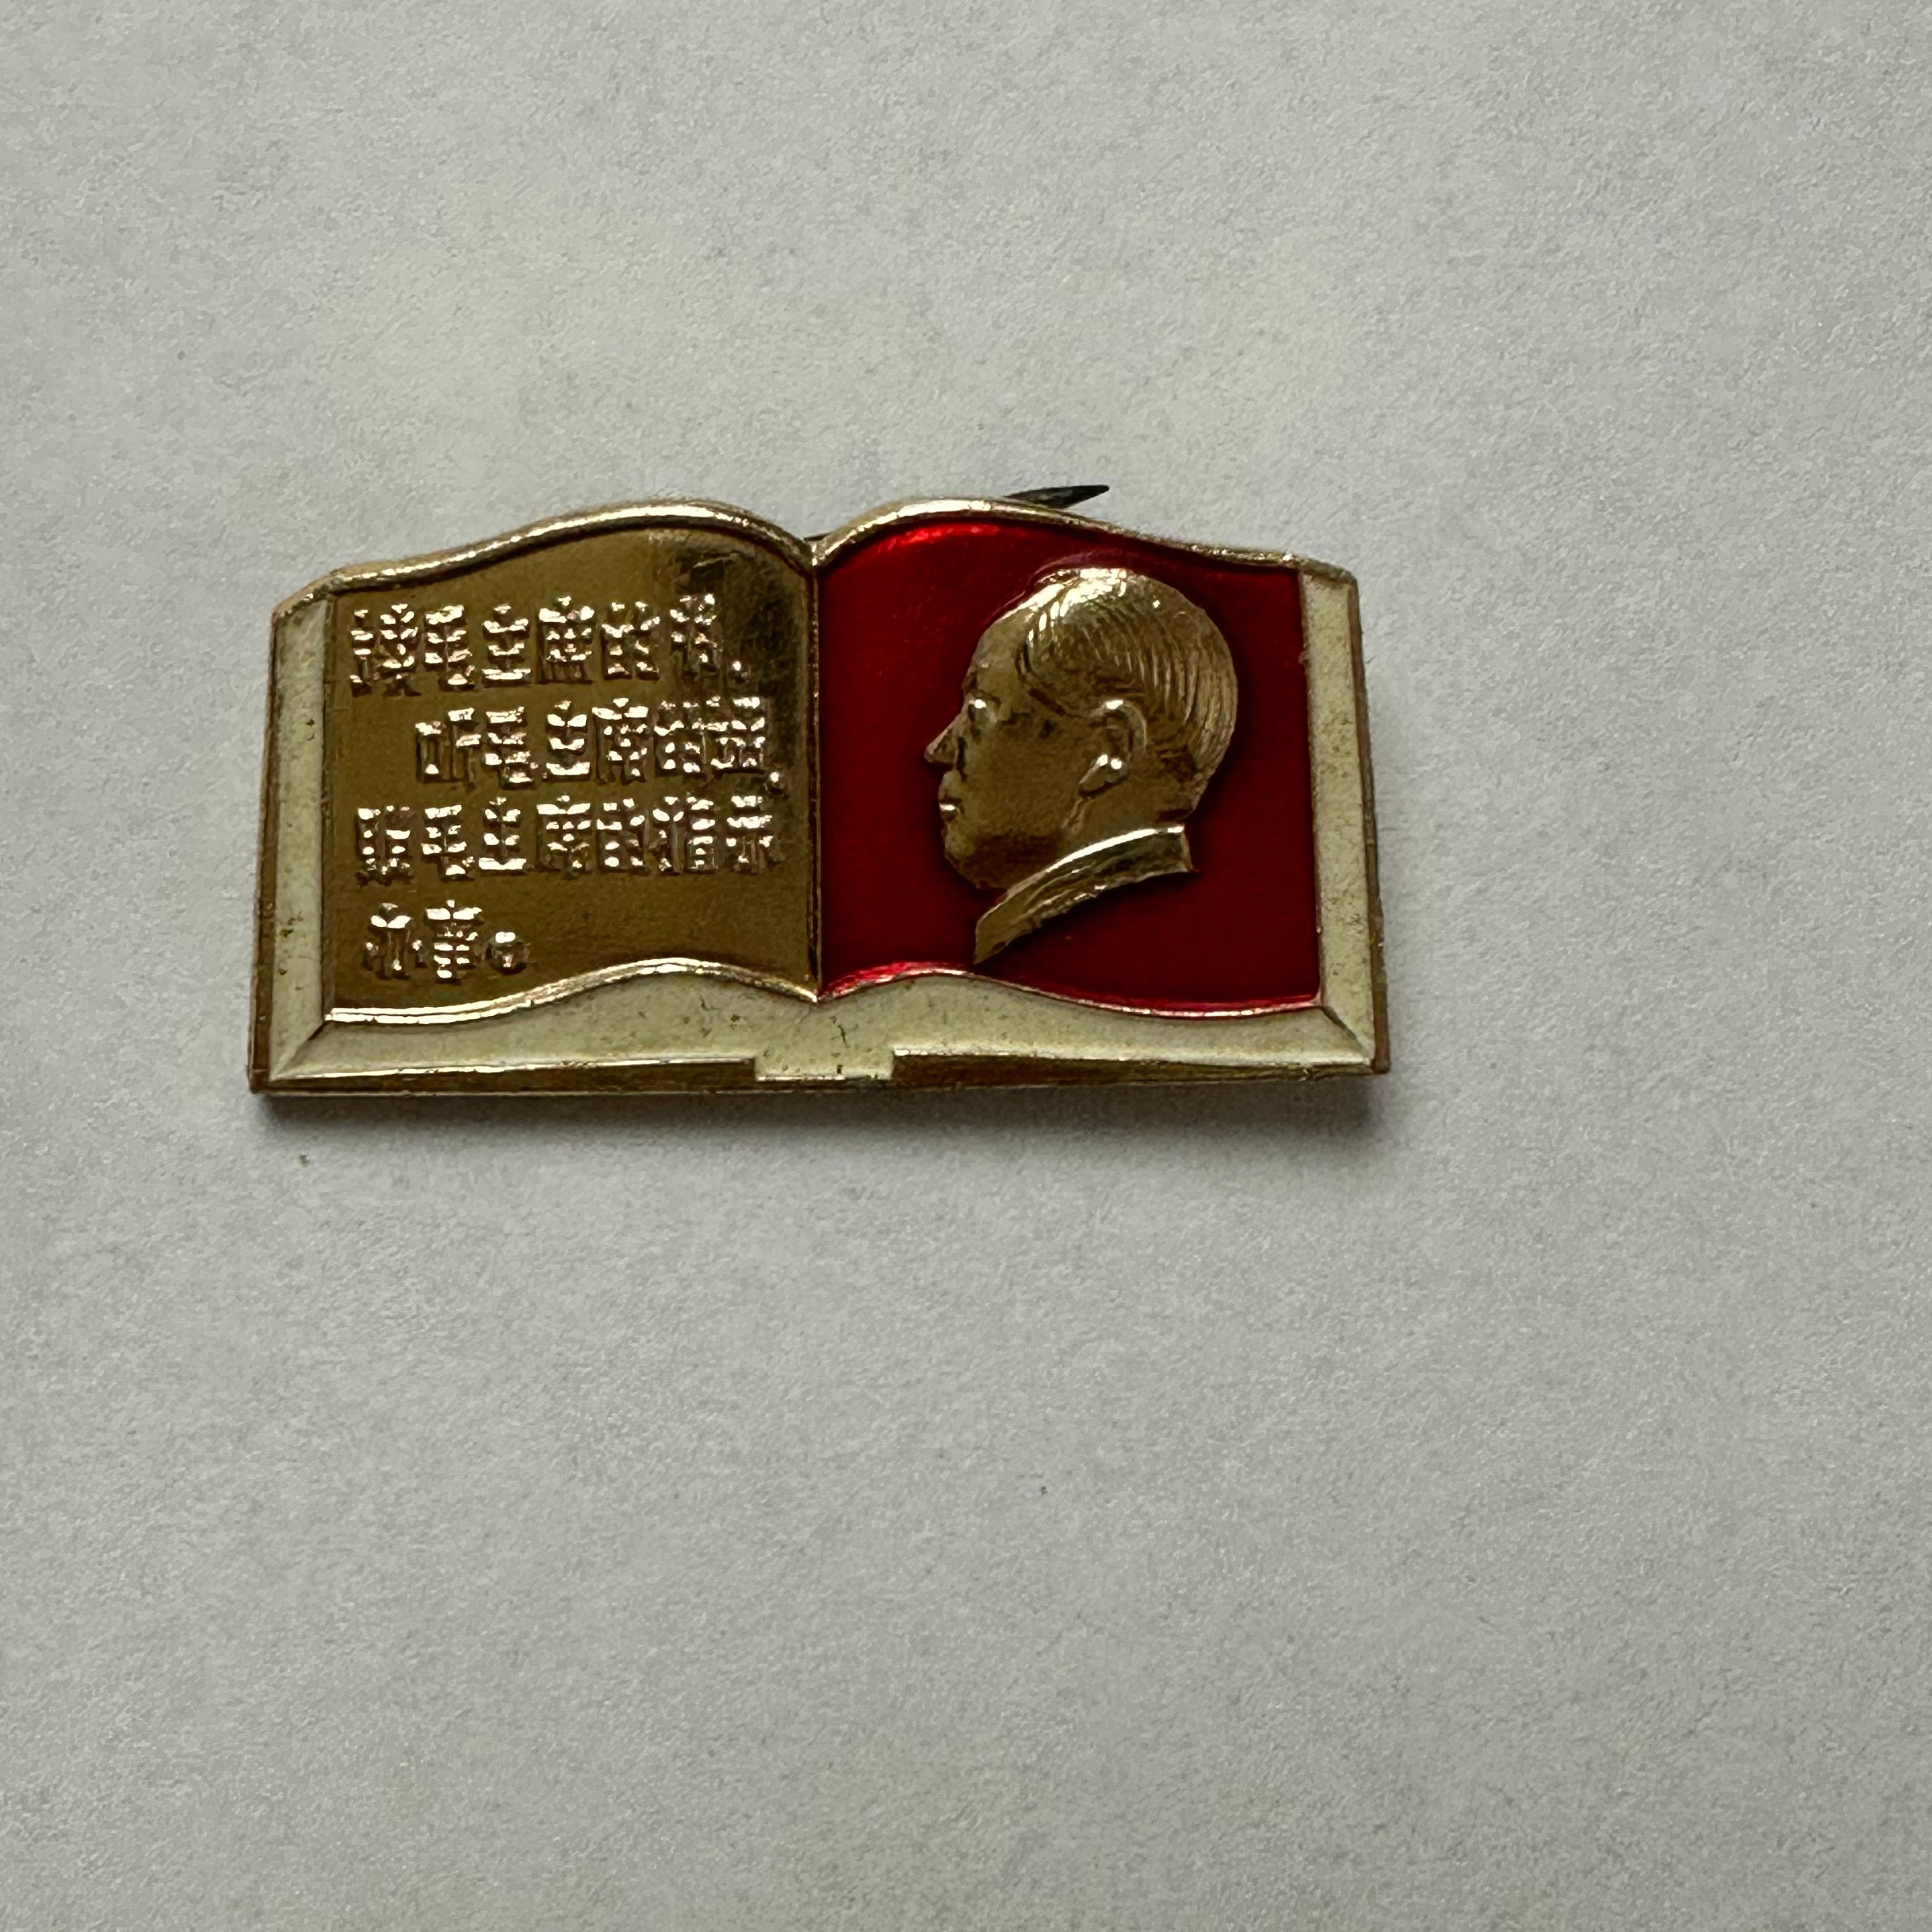 读毛主席的书,
听毛主席的话,
照毛主席的指示
办事。